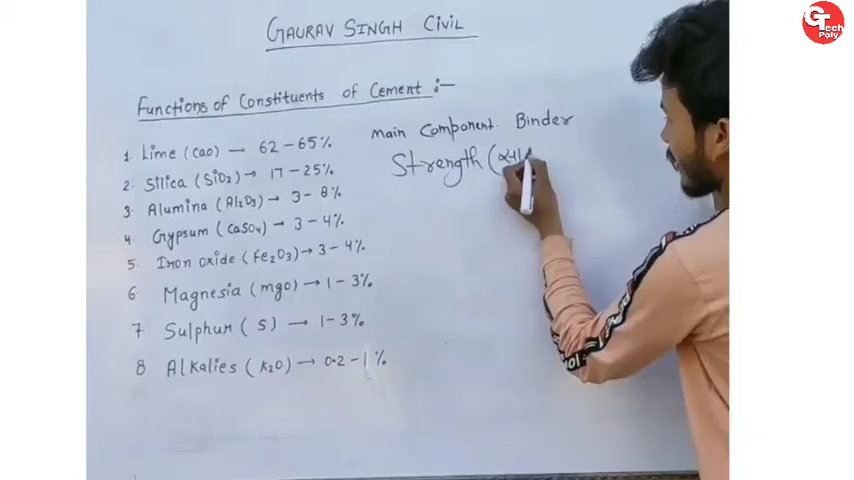 GAURAV SINGH CIVIL
GTech
Poly
Functions of Constituents of Cement :-
1. Lime (CaO) → 62 - 65% Main Component. Binder
2. Silica (SiO2) → 17 - 25% Strength (
3. Alumina (Al2O3) → 3 - 8%
4. Gypsum (CaSO4) → 3 - 4%
5. Iron oxide (Fe2O3) → 3 - 4%
6 Magnesia (mgo) → 1 - 3%
7 Sulphur (S) → 1 - 3%
8 Alkalies (K2O) → 0.2 - 1 %